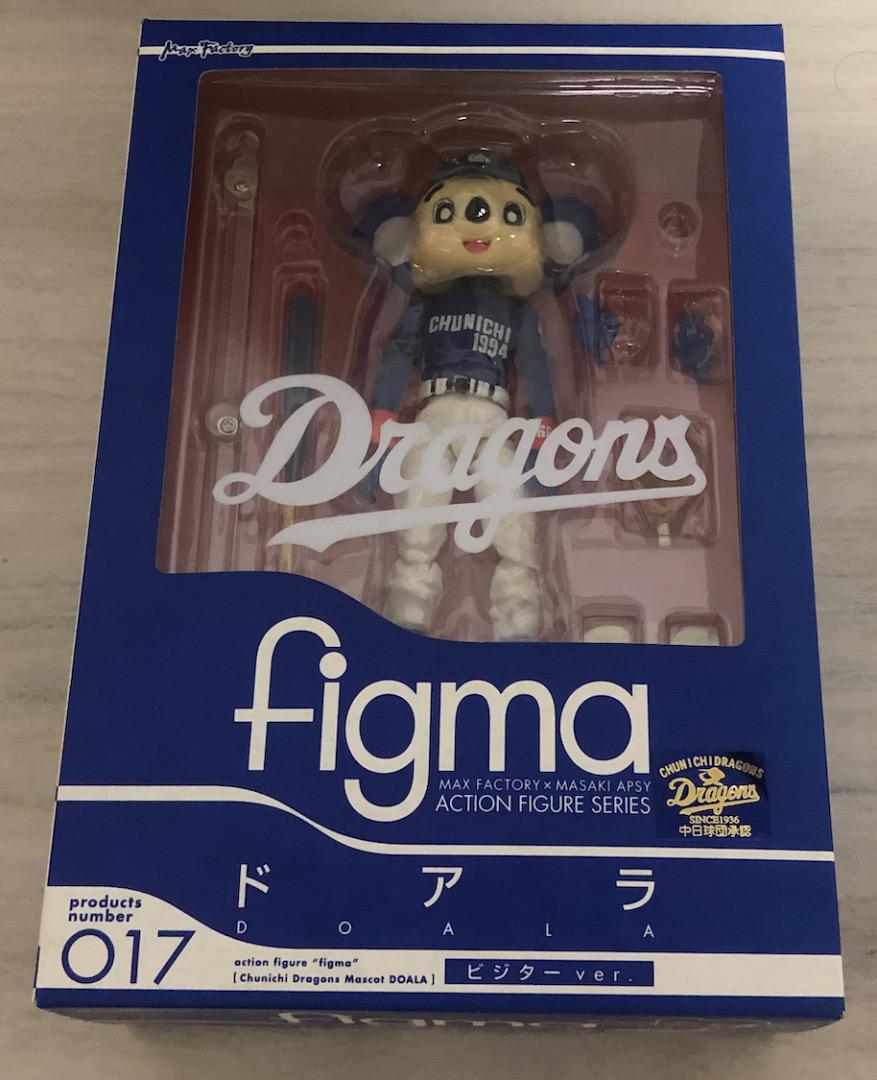 Max Factory
CHUNICHI
1994
Dragons
figma
MAX FACTORY × MASAKI APSY
ACTION FIGURE SERIES
CHUNICHI DRAGONS
Dragons
SINCE1936
中日球団承認
ドアラ
DOALA
products
number
017
action figure "figma"
[ Chunichi Dragons Mascot DOALA ]
ビジター ver.
figma